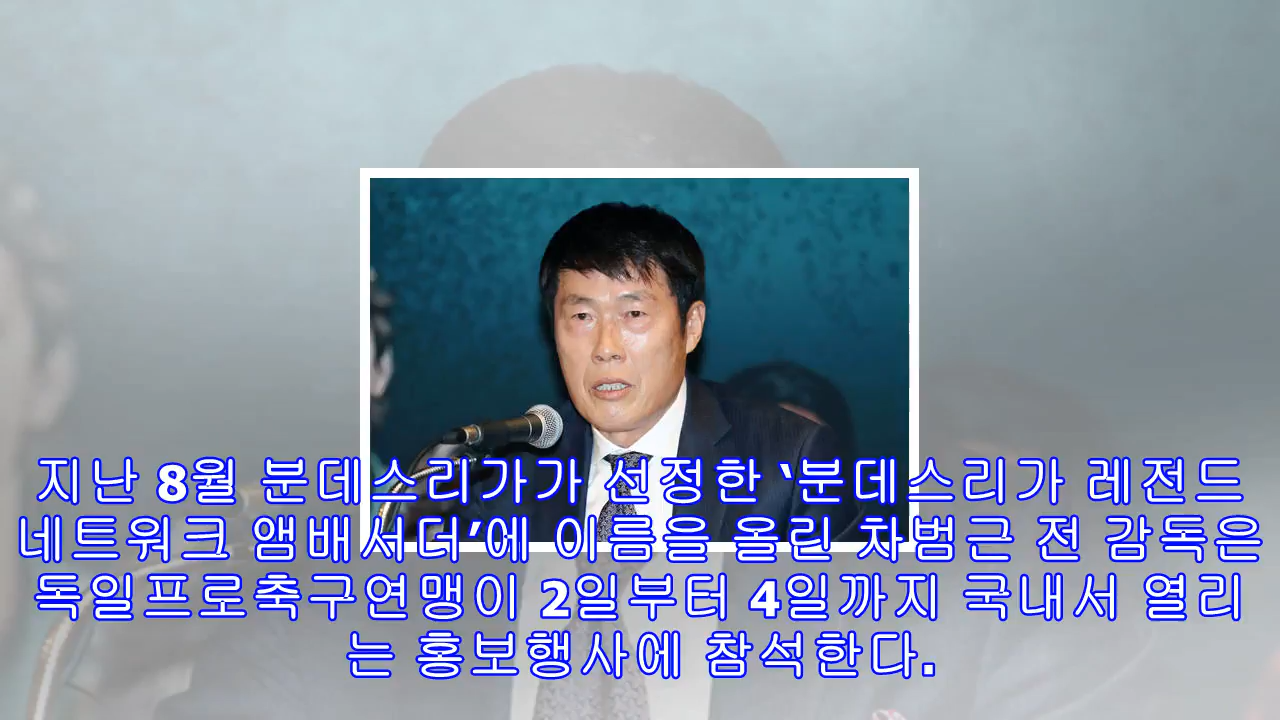 지난 8월 분데스리가가 선정한 ‘분데스리가 레전드
네트워크 앰배서더’에 이름을 올린 차범근 전 감독은
독일프로축구연맹이 2일부터 4일까지 국내서 열리
는 홍보행사에 참석한다.